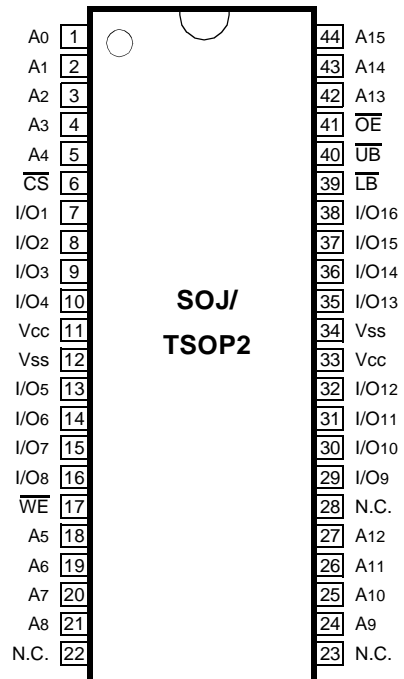 A0 1 44 A15
A1 2 43 A14
A2 3 42 A13
A3 4 41 OE
A4 5 40 UB
CS 6 39 LB
I/O1 7 38 I/O16
I/O2 8 37 I/O15
I/O3 9 36 I/O14
I/O4 10 SOJ/ 35 I/O13
Vcc 11 34 Vss
TSOP2
Vss 12 33 Vcc
I/O5 13 32 I/O12
I/O6 14 31 I/O11
I/O7 15 30 I/O10
I/O8 16 29 I/O9
WE 17 28 N.C.
A5 18 27 A12
A6 19 26 A11
A7 20 25 A10
A8 21 24 A9
N.C. 22 23 N.C.